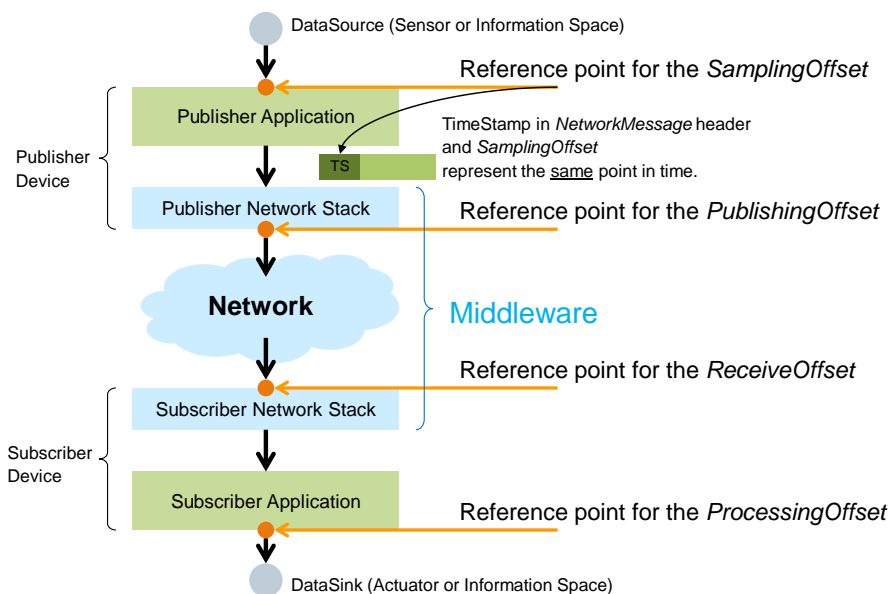 DataSource (Sensor or Information Space)
Reference point for the SamplingOffset
Publisher Application
TimeStamp in NetworkMessage header
and SamplingOffset
represent the same point in time.
TS
Publisher
Device
Publisher Network Stack
Reference point for the PublishingOffset
Network
Middleware
Reference point for the ReceiveOffset
Subscriber Network Stack
Subscriber
Device
Subscriber Application
Reference point for the ProcessingOffset
DataSink (Actuator or Information Space)